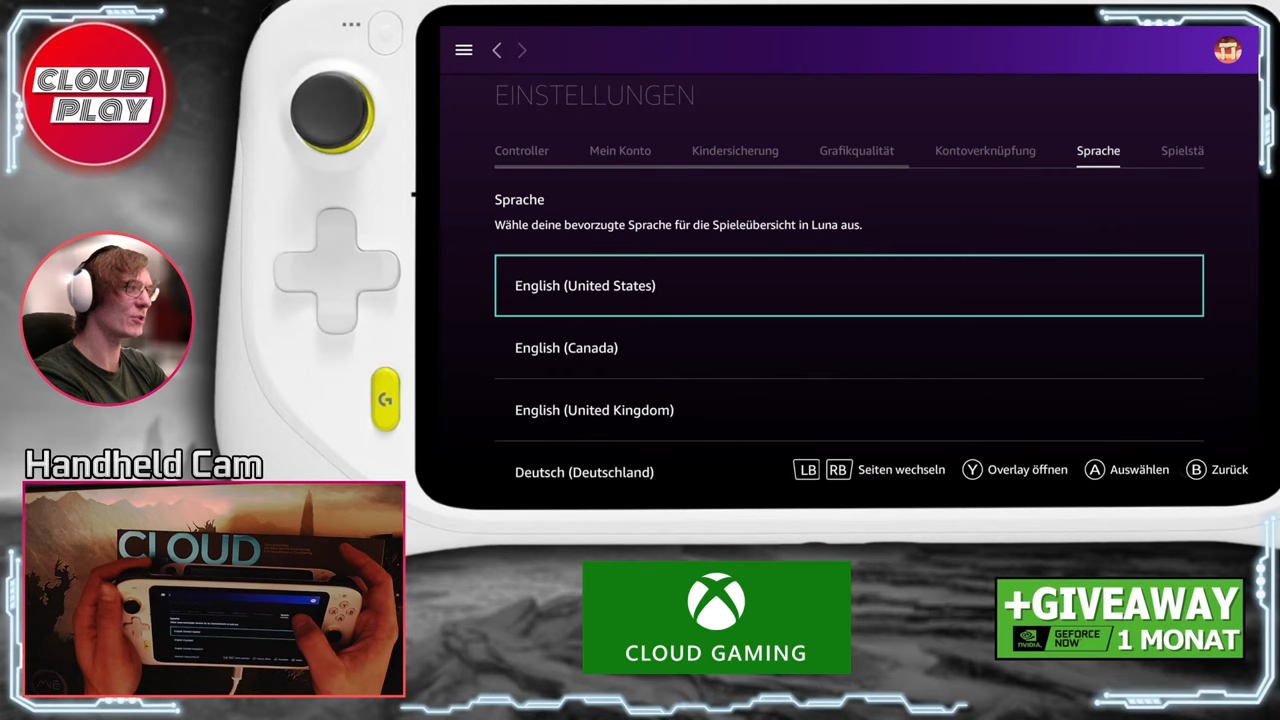 CLOUD
PLAY
EINSTELLUNGEN
Controller
Mein Konto
Kindersicherung
Grafikqualität
Kontoverknüpfung
Sprache
Spielstä
Sprache
Wähle deine bevorzugte Sprache für die Spieleübersicht in Luna aus.
English (United States)
English (Canada)
English (United Kingdom)
Deutsch (Deutschland)
LB RB Seiten wechseln
Y Overlay öffnen
A Auswählen
B Zurück
G
Handheld Cam
CLOUD
CLOUD GAMING
+GIVEAWAY
NVIDIA.
GEFORCE
NOW
1 MONAT